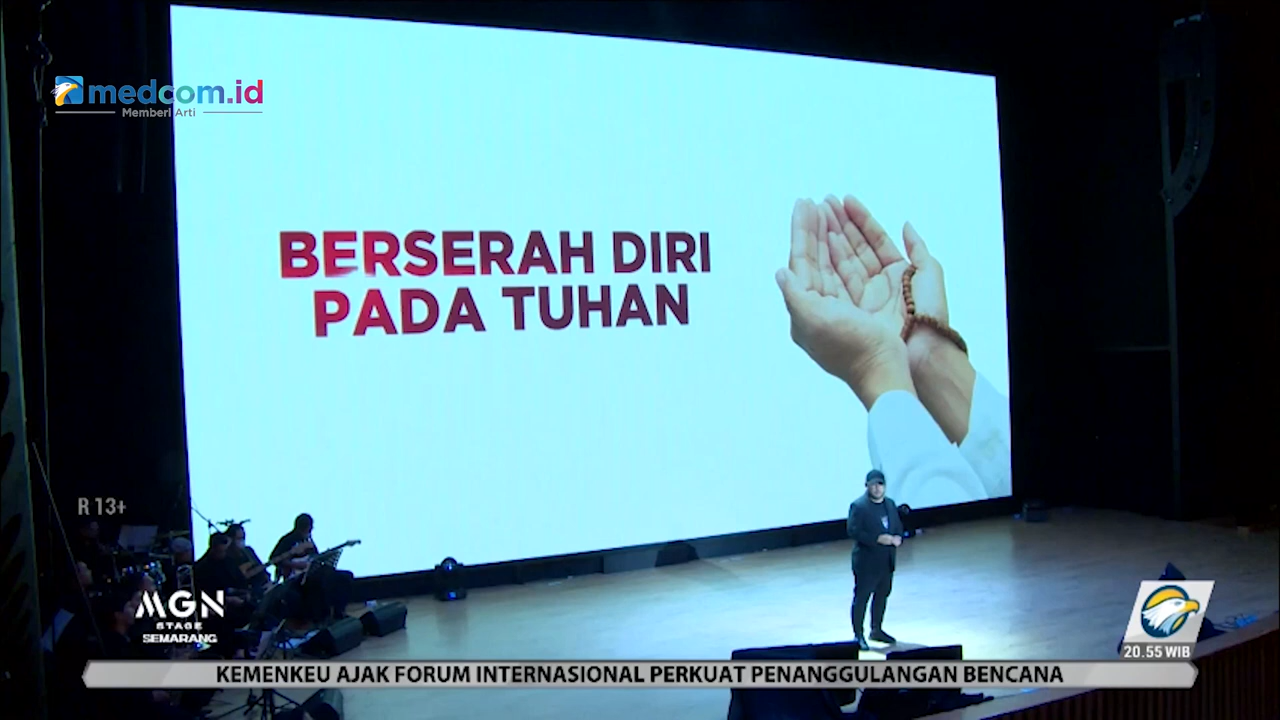 medcom.id
Memberi Arti
BERSERAH DIRI
PADA TUHAN
R 13+
MGN
STAGE
SEMARANG
20.55 WIB
KEMENKEU AJAK FORUM INTERNASIONAL PERKUAT PENANGGULANGAN BENCANA